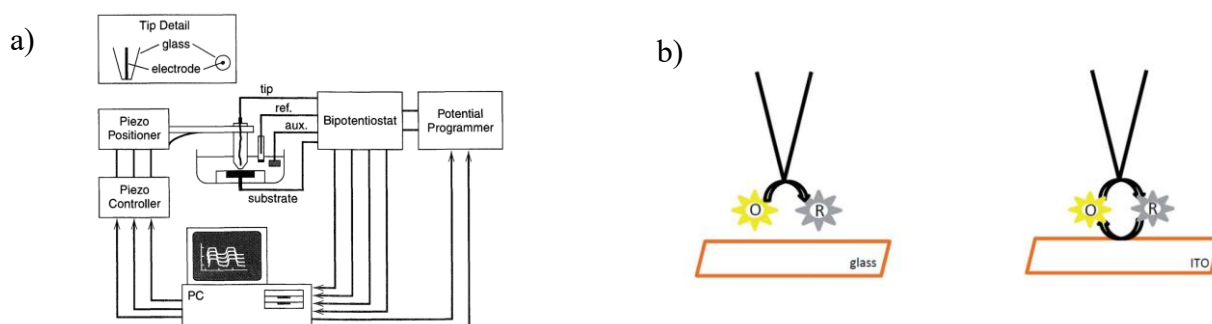 a)
Tip Detail
glass
electrode
tip
ref.
aux.
Piezo
Positioner
Bipotentiostat
Potential
Programmer
Piezo
Controller
substrate
PC
b)
O
R
glass
O
R
ITO